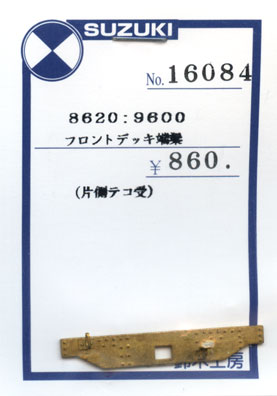 SUZUKI
No. 16084
8620:9600
フロントデッキ端梁
¥860.
(片側テコ受)
鈴木工房